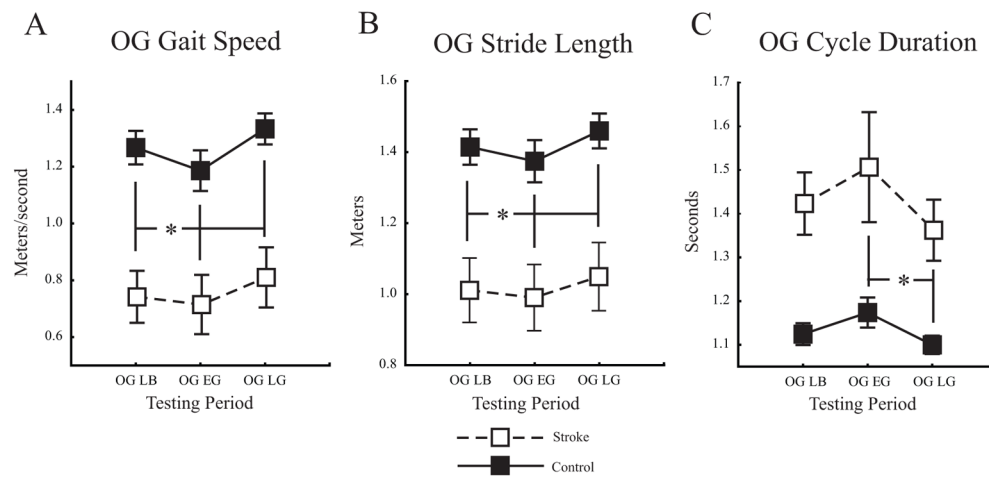 A
OG Gait Speed
Meters/second
1.4
1.2
1.0
0.8
0.6
*
OG LB
OG EG
OG LG
Testing Period
B
OG Stride Length
Meters
1.6
1.4
1.2
1.0
0.8
*
OG LB
OG EG
OG LG
Testing Period
C
OG Cycle Duration
Seconds
1.7
1.6
1.5
1.4
1.3
1.2
1.1
*
OG LB
OG EG
OG LG
Testing Period
Stroke
Control